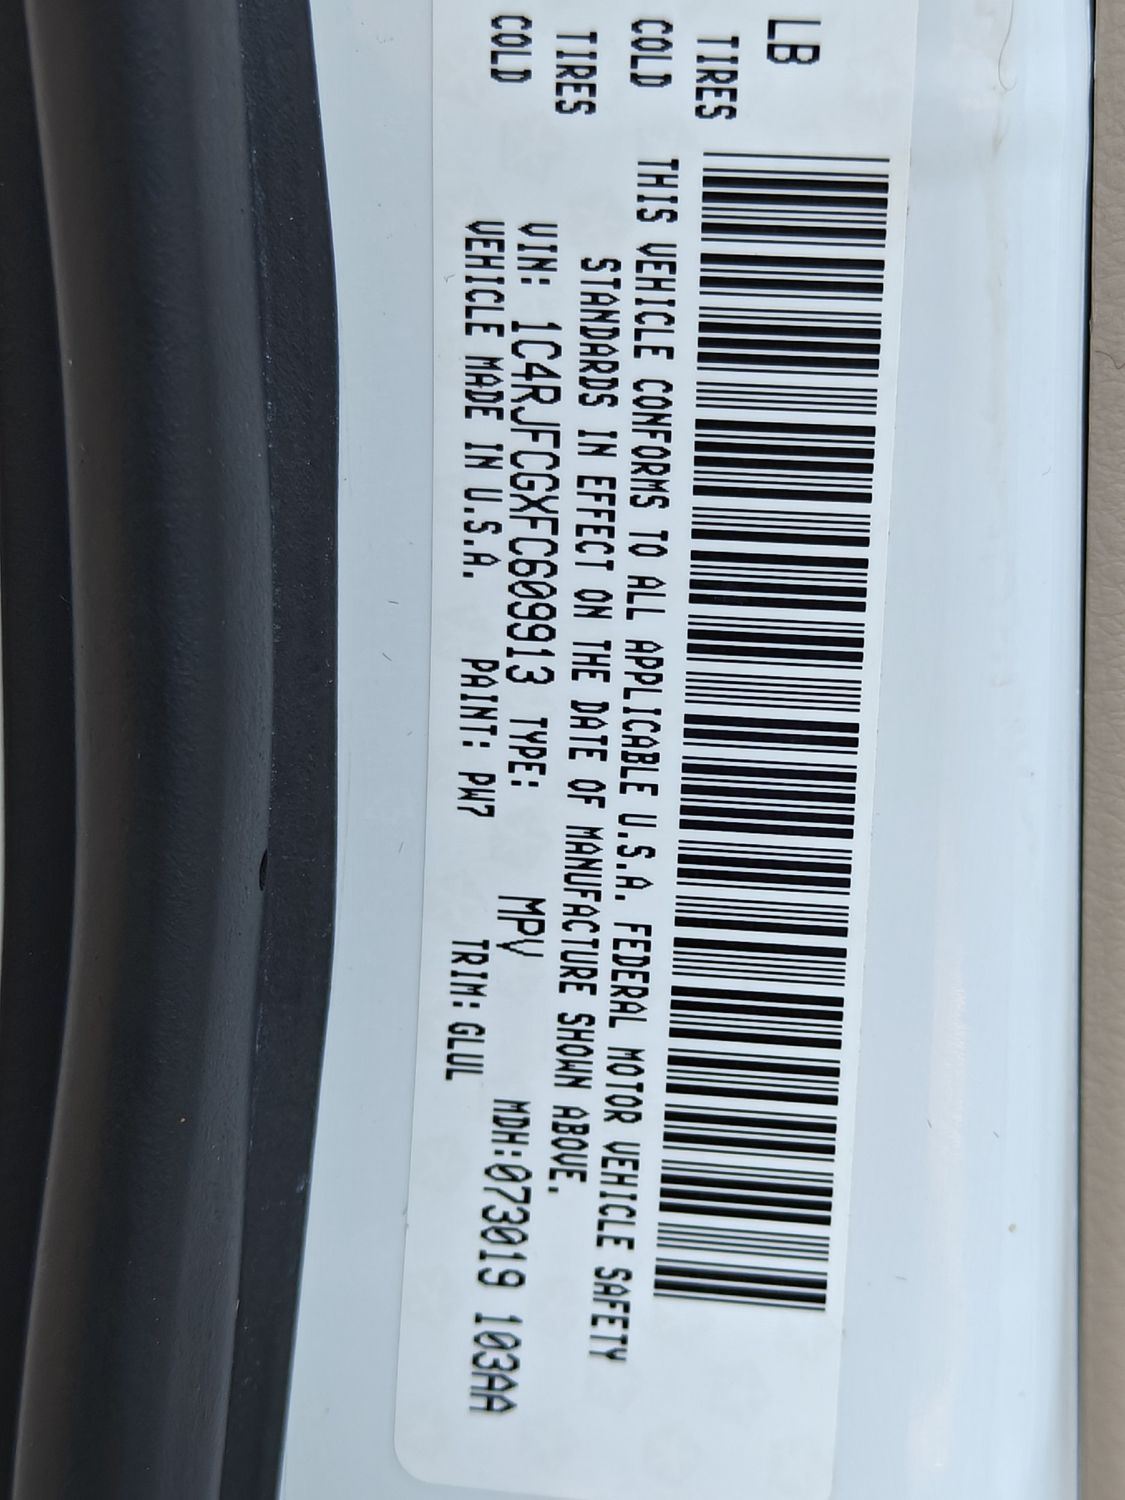 LB
TIRES
COLD
TIRES
COLD
THIS VEHICLE CONFORMS TO ALL APPLICABLE U.S.A. FEDERAL MOTOR VEHICLE SAFETY
STANDARDS IN EFFECT ON THE DATE OF MANUFACTURE SHOWN ABOVE.
VIN: 1C4RJFCGXFC609913 TYPE: MPV MDH:073019 103AA
VEHICLE MADE IN U.S.A. PAINT: PW7 TRIM: GLUL